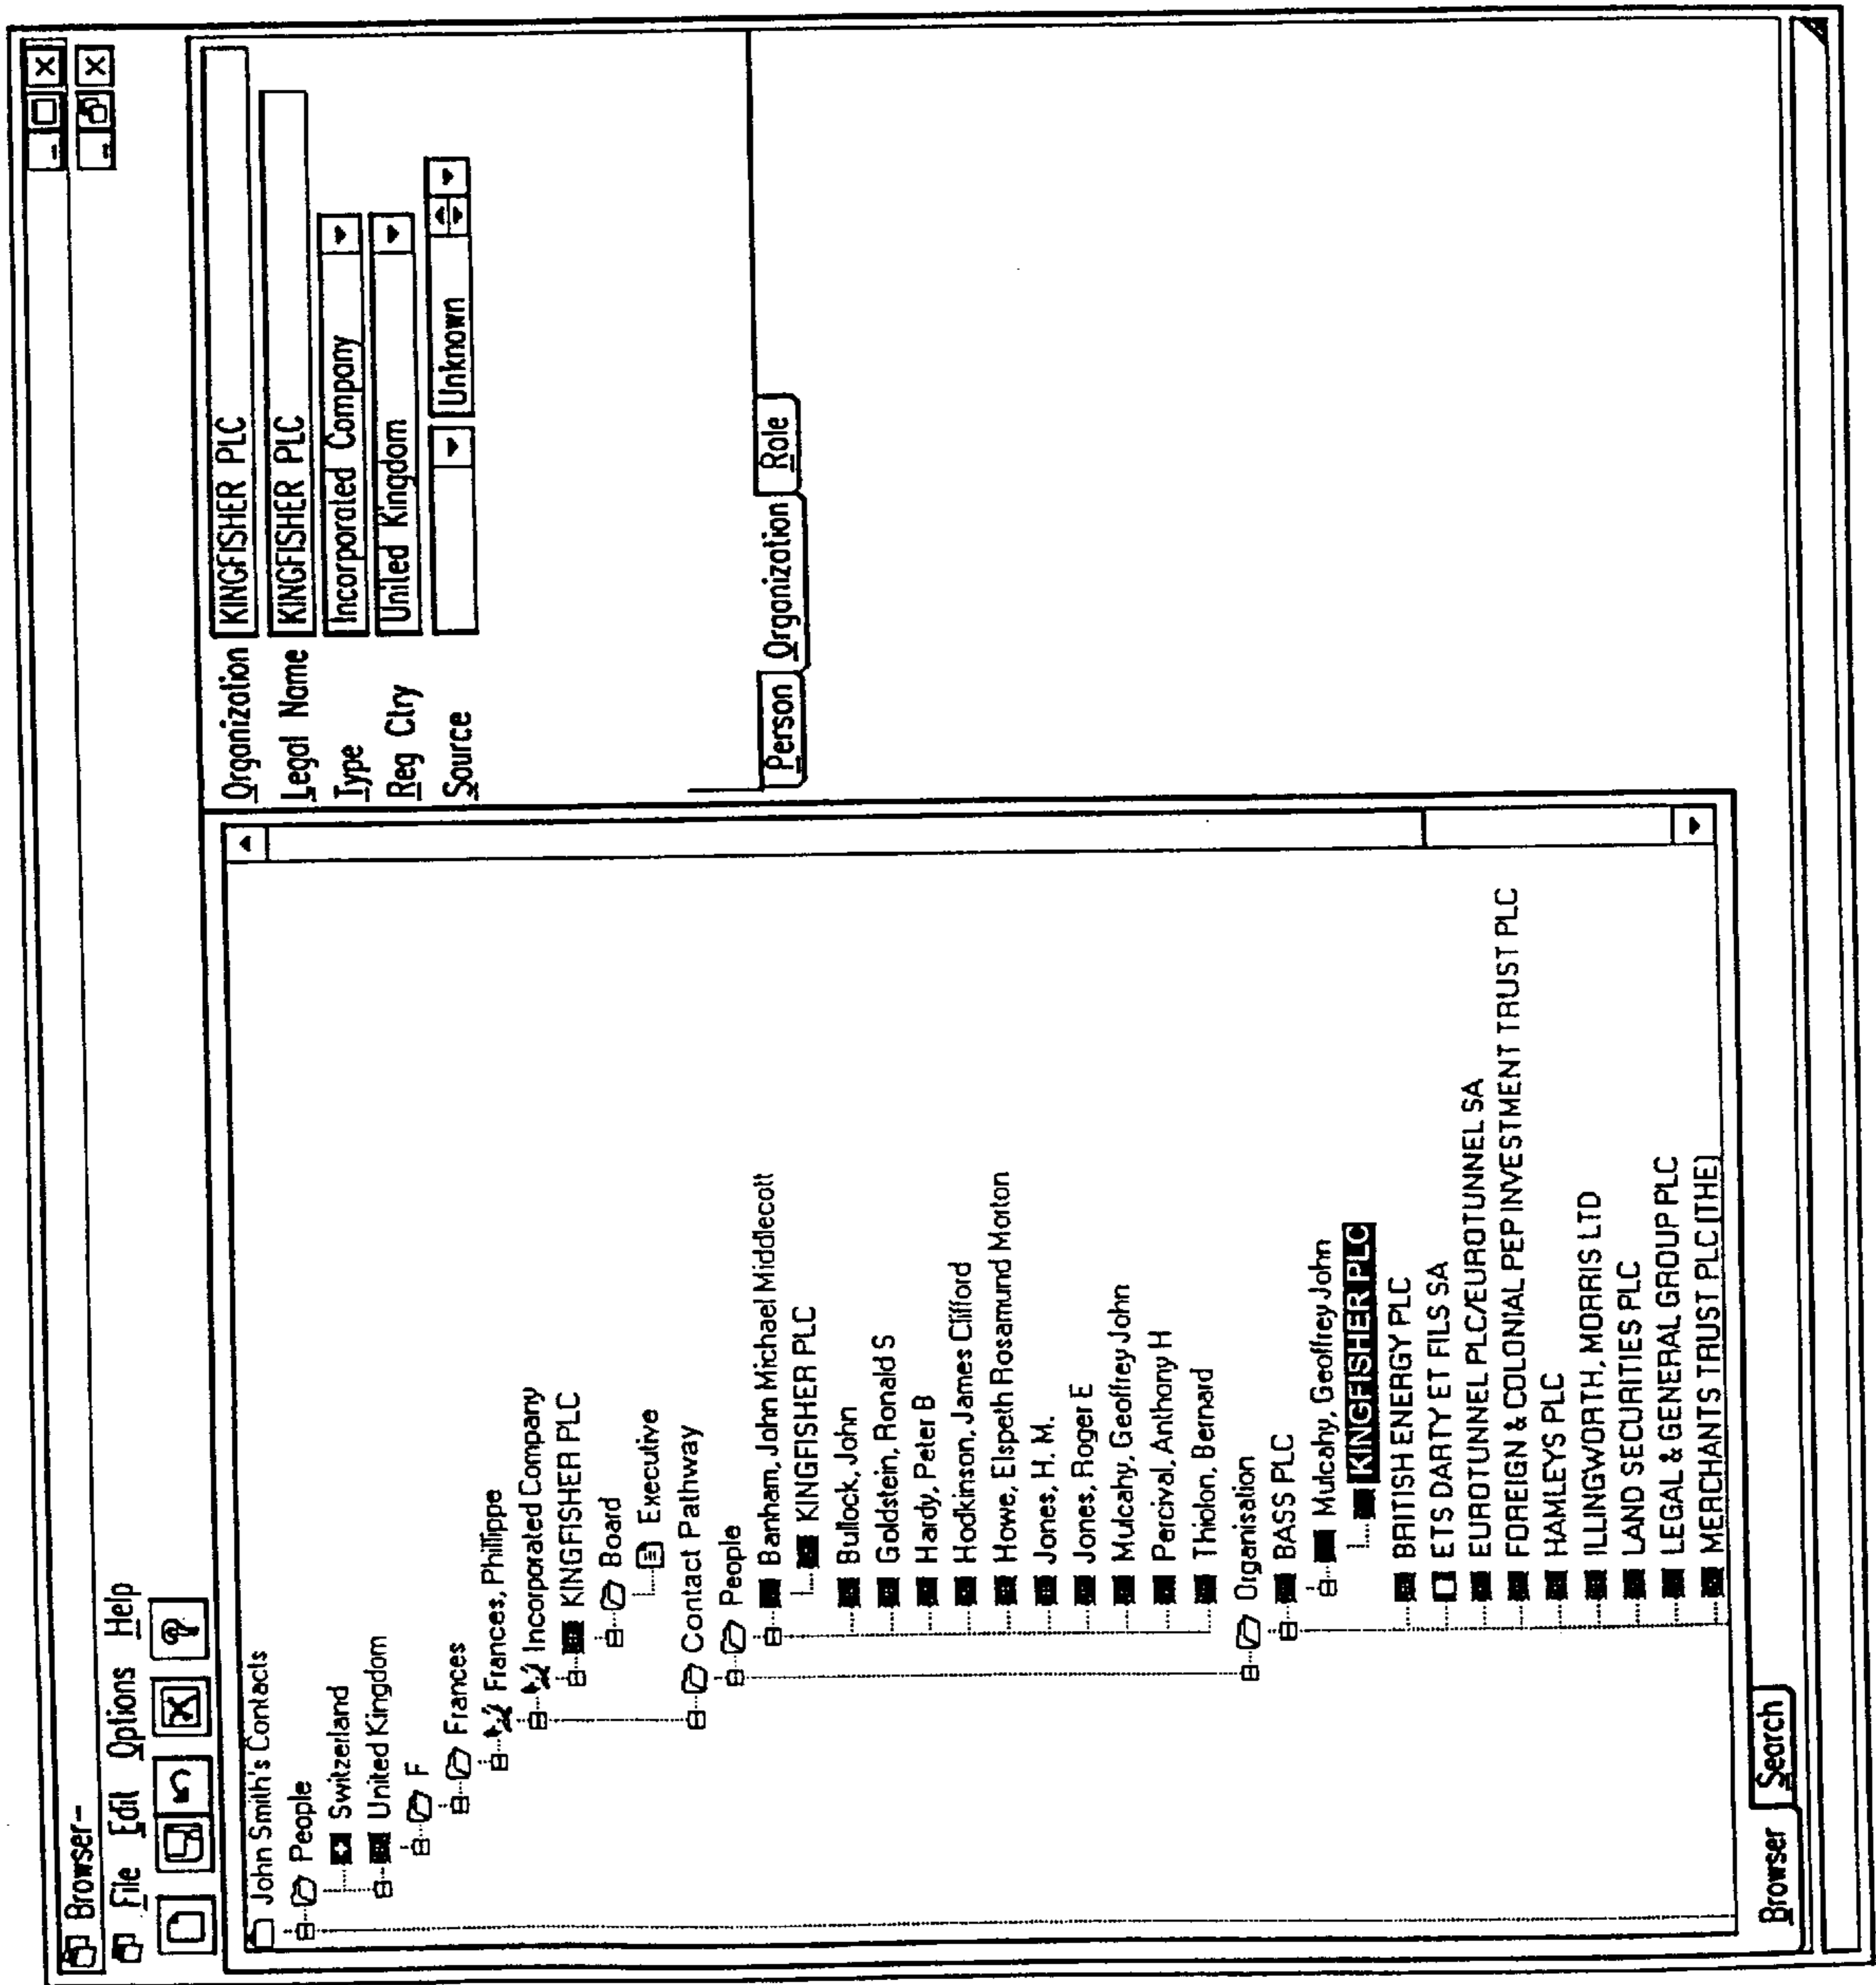 Browser-
File Edit Options Help
John Smith's Contacts
People
Switzerland
United Kingdom
F
Frances
Frances, Phillippe
Incorporated Company
KINGFISHER PLC
Board
Executive
Contact Pathway
People
Banham, John Michael Middlecott
KINGFISHER PLC
Bullock, John
Goldstein, Ronald S
Hardy, Peter B
Hodkinson, James Clifford
Howe, Elspeth Rosamund Morton
Jones, H. M.
Jones, Roger E
Mulcahy, Geoffrey John
Percival, Anthony H
Thiolon, Bernard
Organisation
BASS PLC
Mulcahy, Geoffrey John
KINGFISHER PLC
BRITISH ENERGY PLC
ETS DARTY ET FILS SA
EUROTUNNEL PLC/EUROTUNNEL SA
FOREIGN & COLONIAL PEP INVESTMENT TRUST PLC
HAMLEYS PLC
ILLINGWORTH, MORRIS LTD
LAND SECURITIES PLC
LEGAL & GENERAL GROUP PLC
MERCHANTS TRUST PLC (THE)
Browser Search
Organization KINGFISHER PLC
Legal Name KINGFISHER PLC
Type Incorporated Company
Reg Ctry United Kingdom
Source Unknown
Person Organization Role